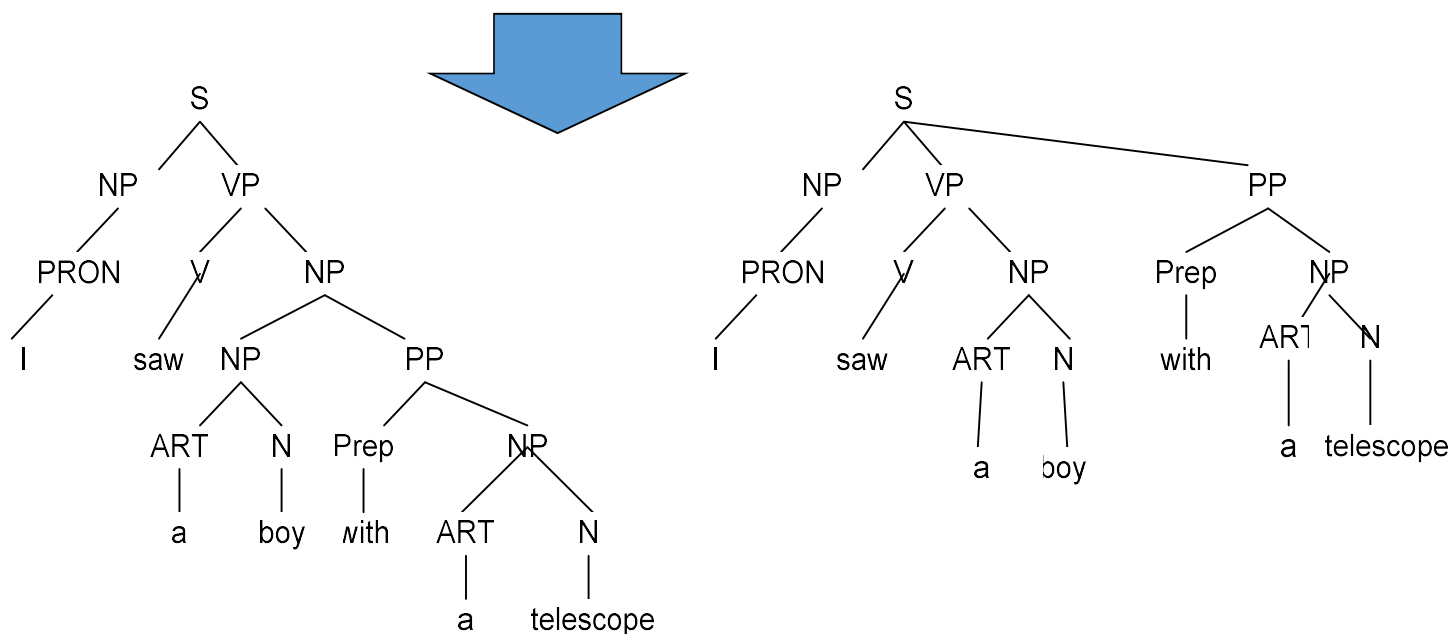 S S
NP VP NP VP PP
PRON V NP PRON V NP Prep NP
I saw NP PP I saw ART N with ART N
ART N Prep NP a boy a telescope
a boy with ART N
a telescope